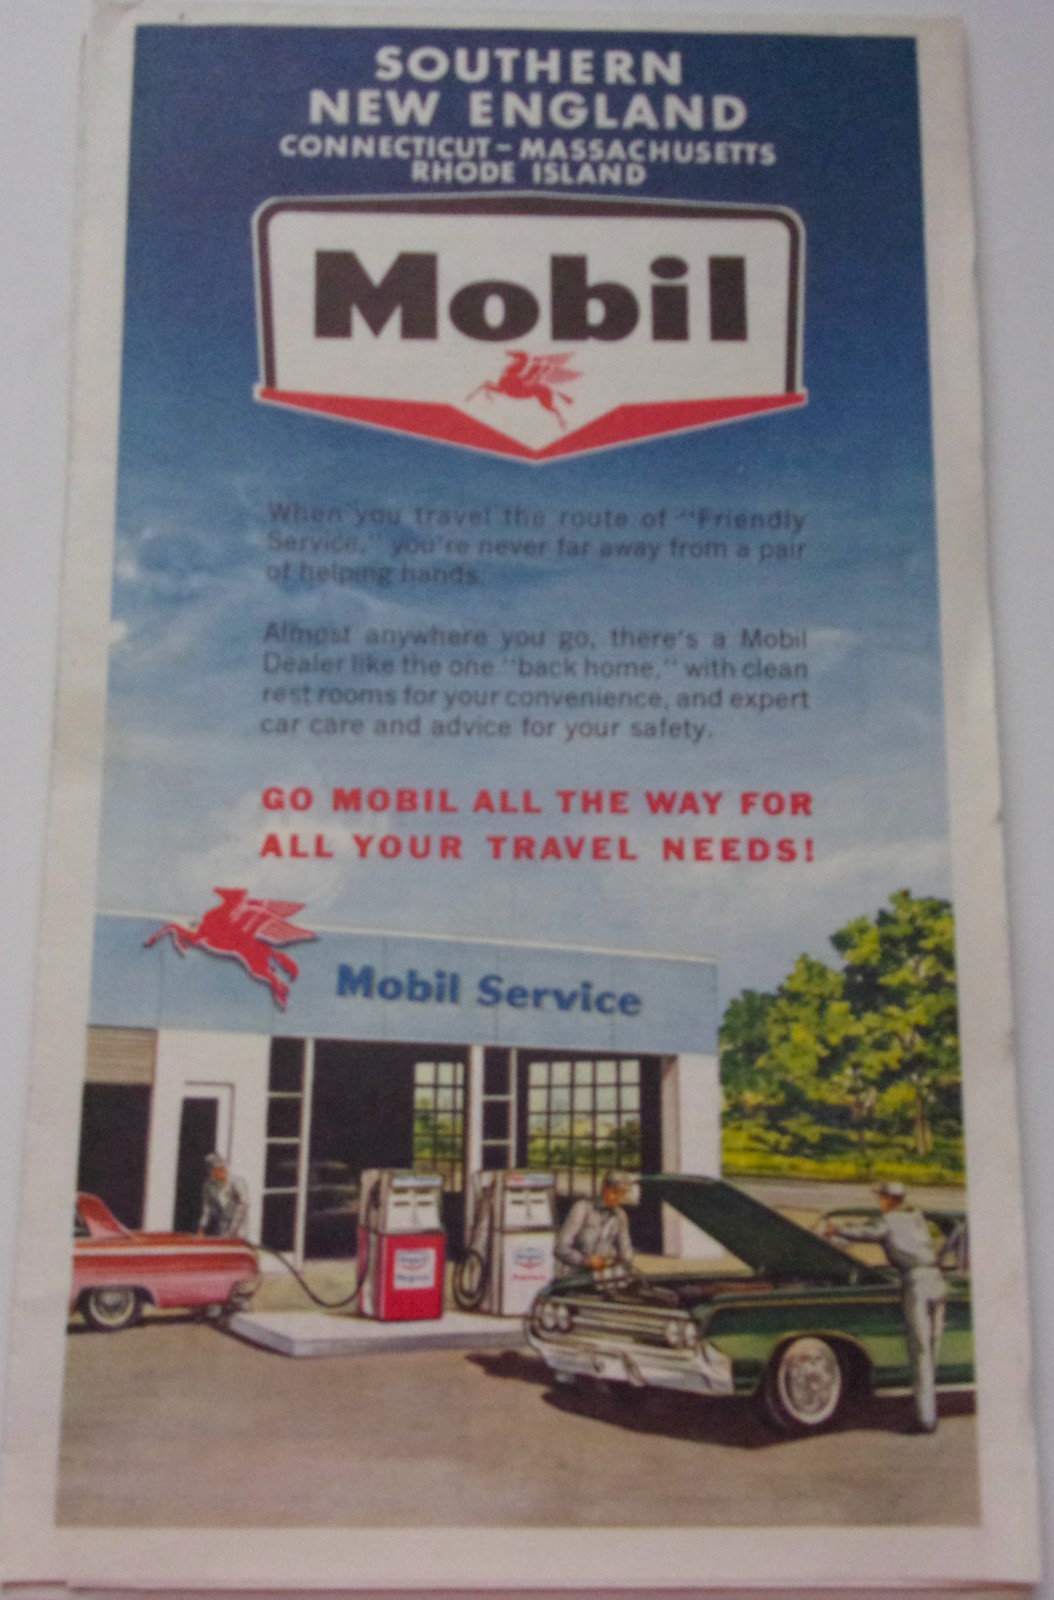 SOUTHERN
NEW ENGLAND
CONNECTICUT - MASSACHUSETTS
RHODE ISLAND
Mobil
When you travel the route of "Friendly
Service," you're never far away from a pair
of helping hands.
Almost anywhere you go, there's a Mobil
Dealer like the one "back home," with clean
rest rooms for your convenience, and expert
car care and advice for your safety.
GO MOBIL ALL THE WAY FOR
ALL YOUR TRAVEL NEEDS!
Mobil Service